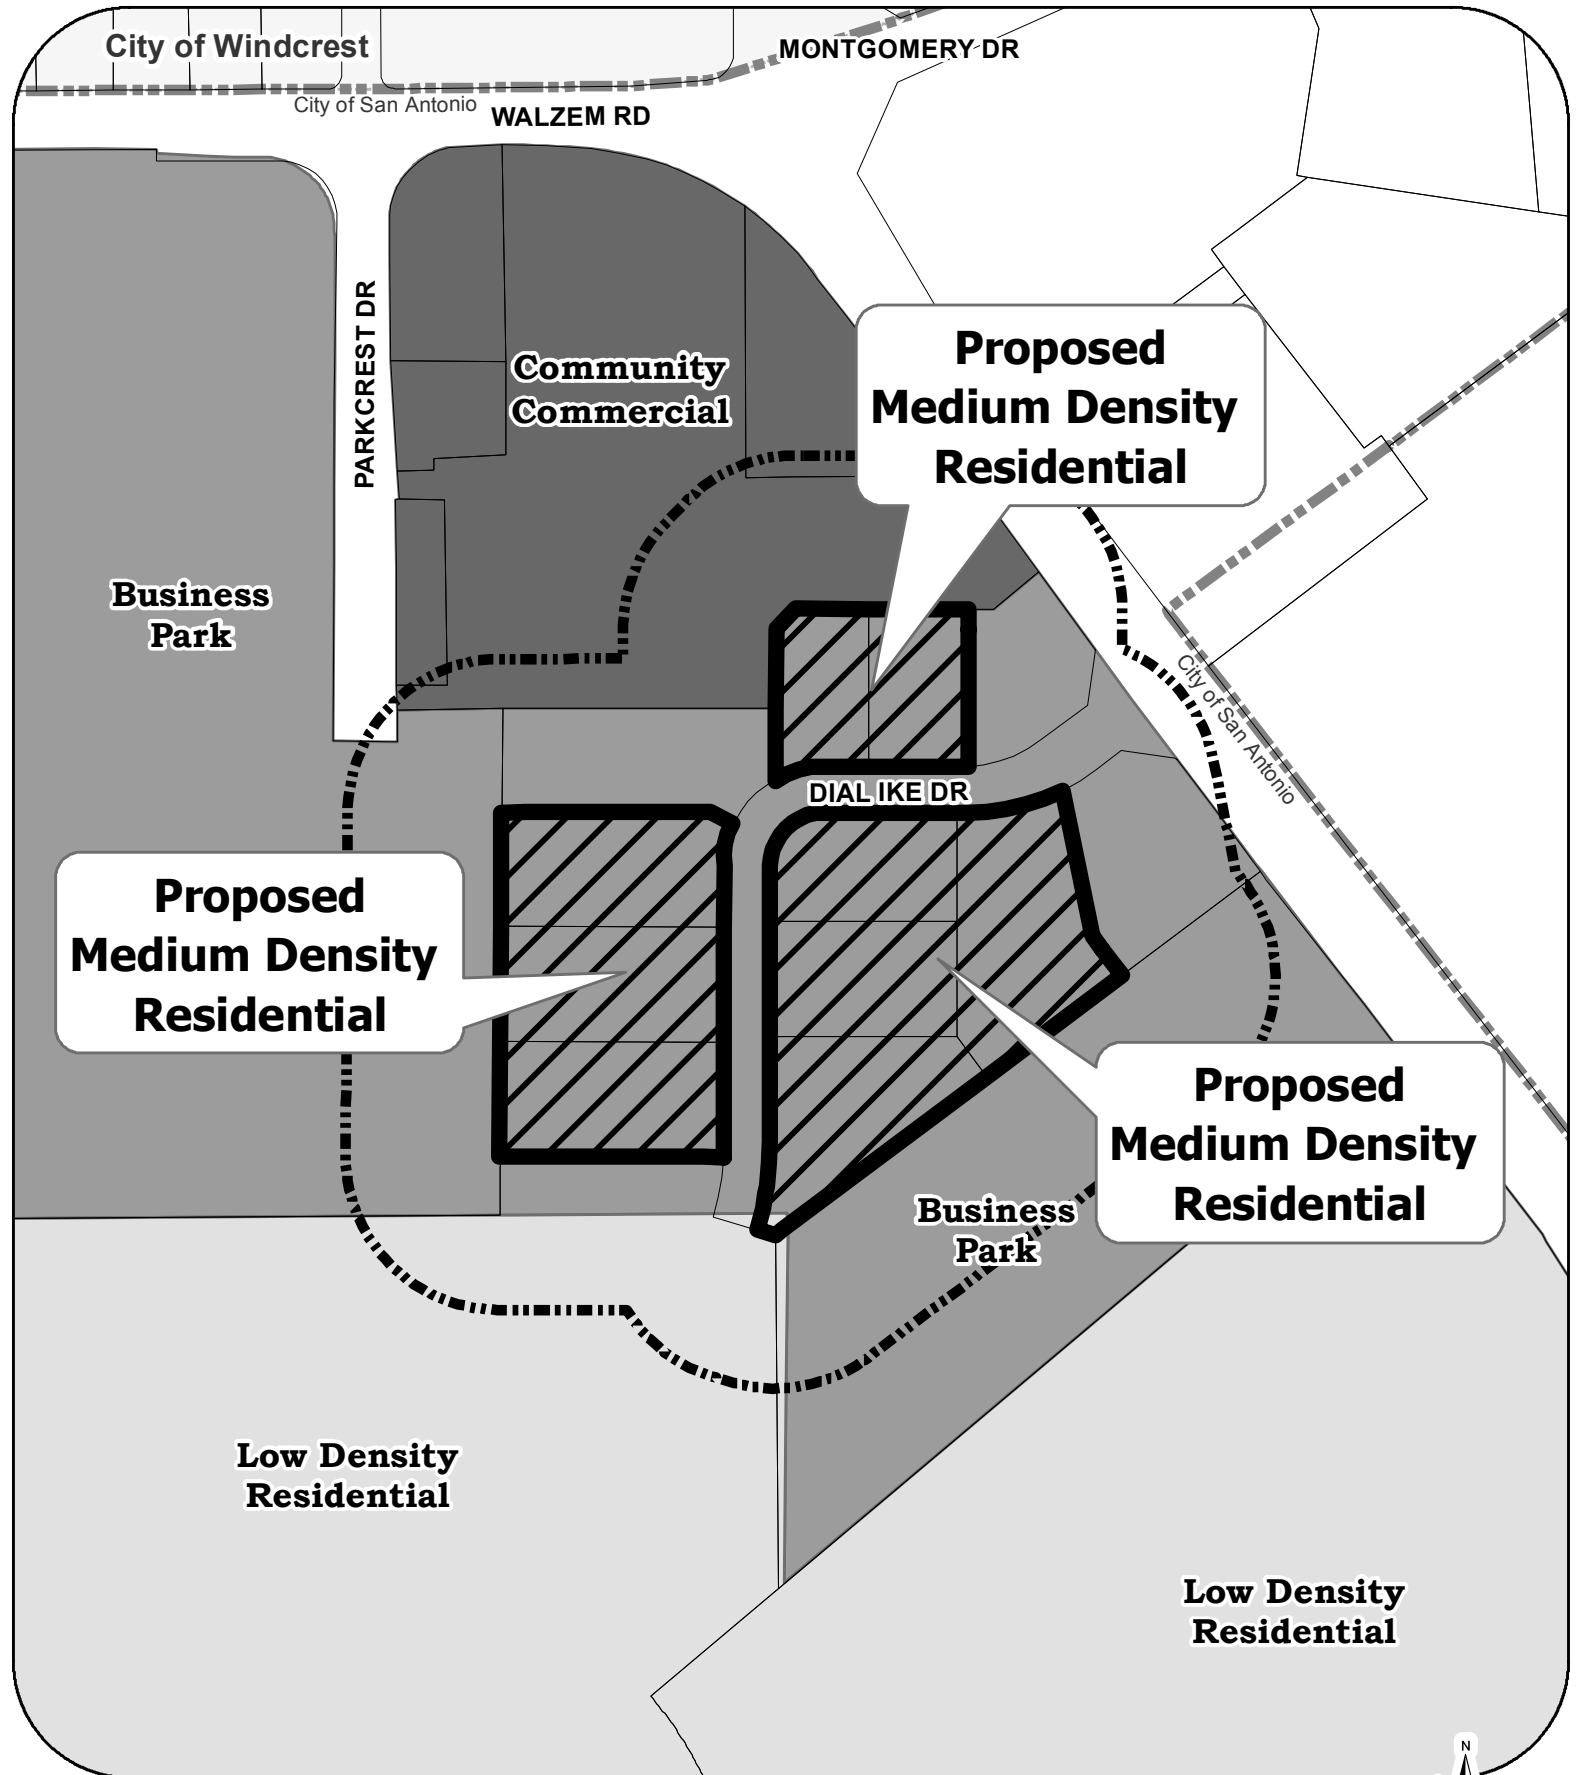 City of Windcrest
MONTGOMERY DR
City of San Antonio
WALZEM RD
PARKCREST DR
Community
Commercial
Proposed
Medium Density
Residential
Business
Park
City of San Antonio
DIAL IKE DR
Proposed
Medium Density
Residential
Proposed
Medium Density
Residential
Business
Park
Low Density
Residential
Low Density
Residential
N